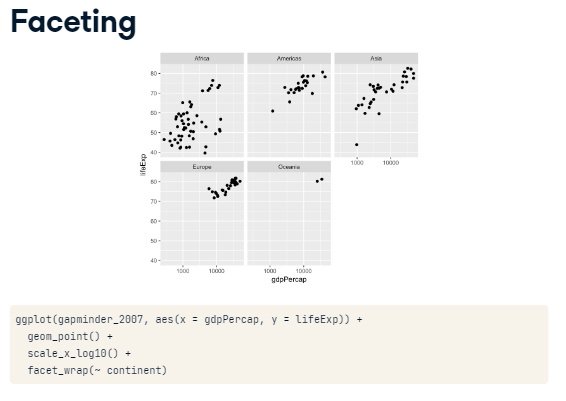 Faceting
Africa
Americas
Asia
80
70
60
50
40
1000
10000
lifeExp
Europe
Oceania
80
70
60
50
40
1000
10000
1000
10000
gdpPercap
ggplot(gapminder_2007, aes(x = gdpPercap, y = lifeExp)) +
geom_point() +
scale_x_log10() +
facet_wrap(~ continent)